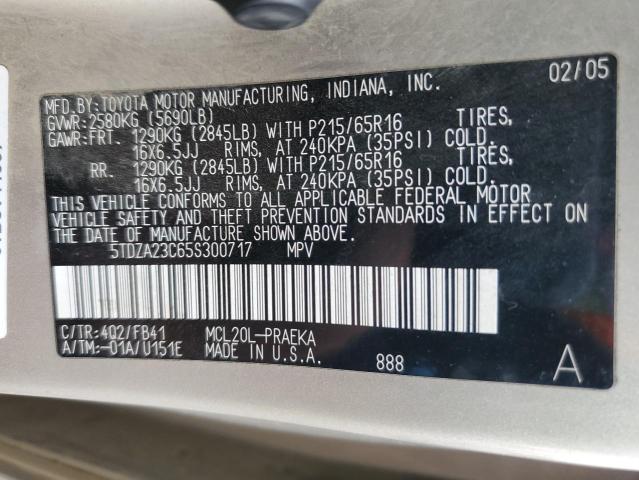 MFD.BY:TOYOTA MOTOR MANUFACTURING, INDIANA, INC. 02/05
GVWR:2580KG (5690LB)
GAWR:FRT. 1290KG (2845LB) WITH P215/65R16 TIRES,
16X6.5JJ RIMS, AT 240KPA (35PSI) COLD.
RR. 1290KG (2845LB) WITH P215/65R16 TIRES,
16X6.5JJ RIMS, AT 240KPA (35PSI) COLD.
THIS VEHICLE CONFORMS TO ALL APPLICABLE FEDERAL MOTOR
VEHICLE SAFETY AND THEFT PREVENTION STANDARDS IN EFFECT ON
THE DATE OF MANUFACTURE SHOWN ABOVE.
5TDZA23C65S300717 MPV
C/TR:4Q2/FB41 MCL20L-PRAEKA
A/TM:-01A/U151E MADE IN U.S.A. 888 A